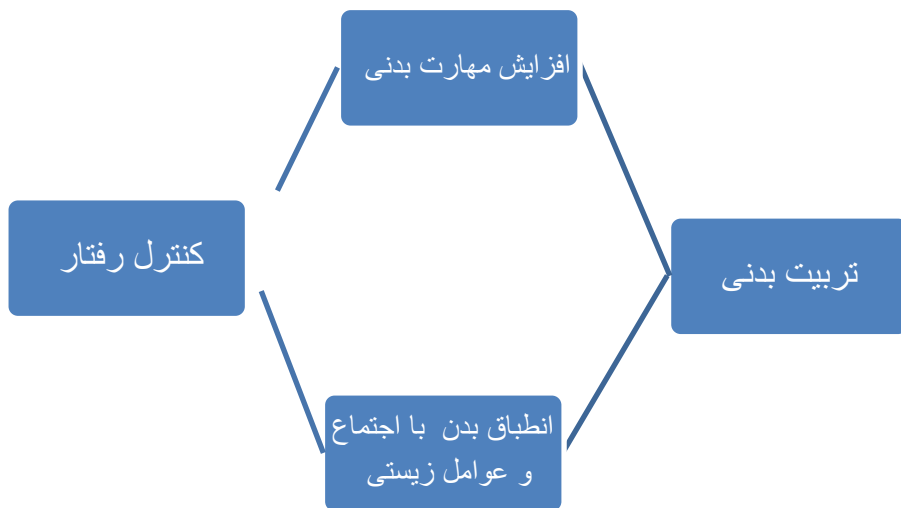 افزایش مهارت بدنی
تربیت بدنی
کنترل رفتار
انطباق بدن با اجتماع
و عوامل زیستی